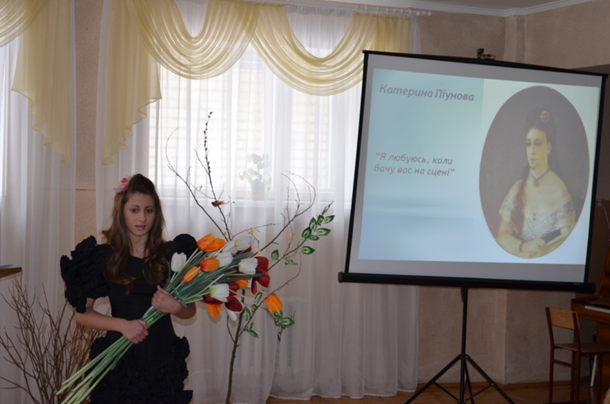 Катерина Піунова
"Я любуюсь, коли
бачу вас на сцені"